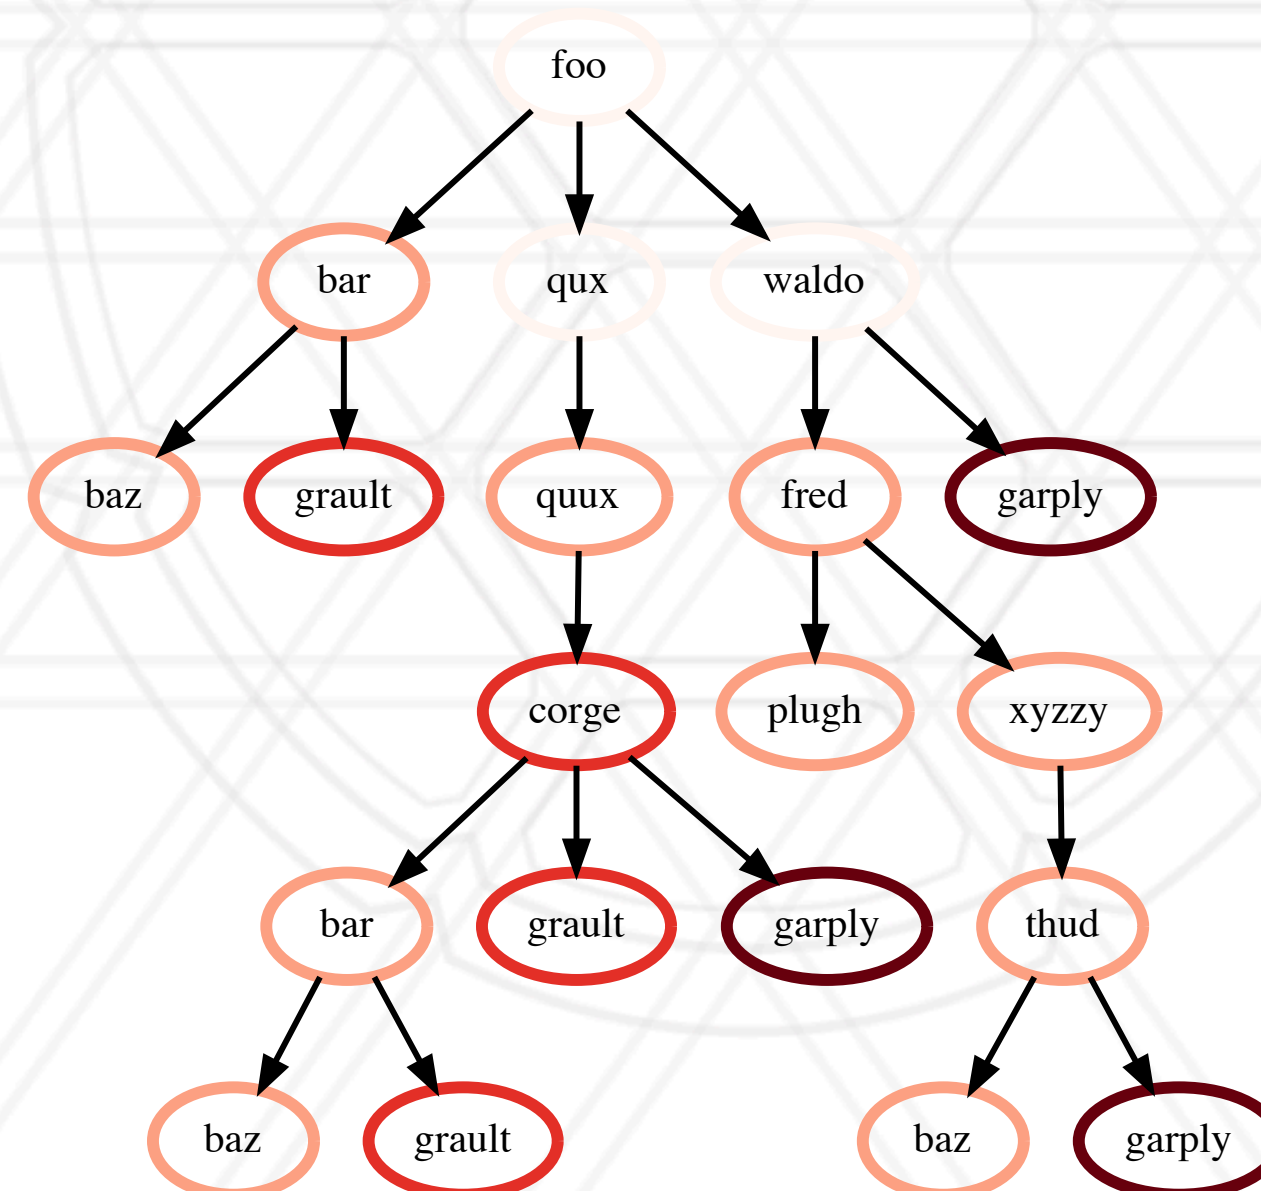 foo
bar
qux
waldo
baz
grault
quux
fred
garply
corge
plugh
xyzzy
bar
grault
garply
thud
baz
grault
baz
garply